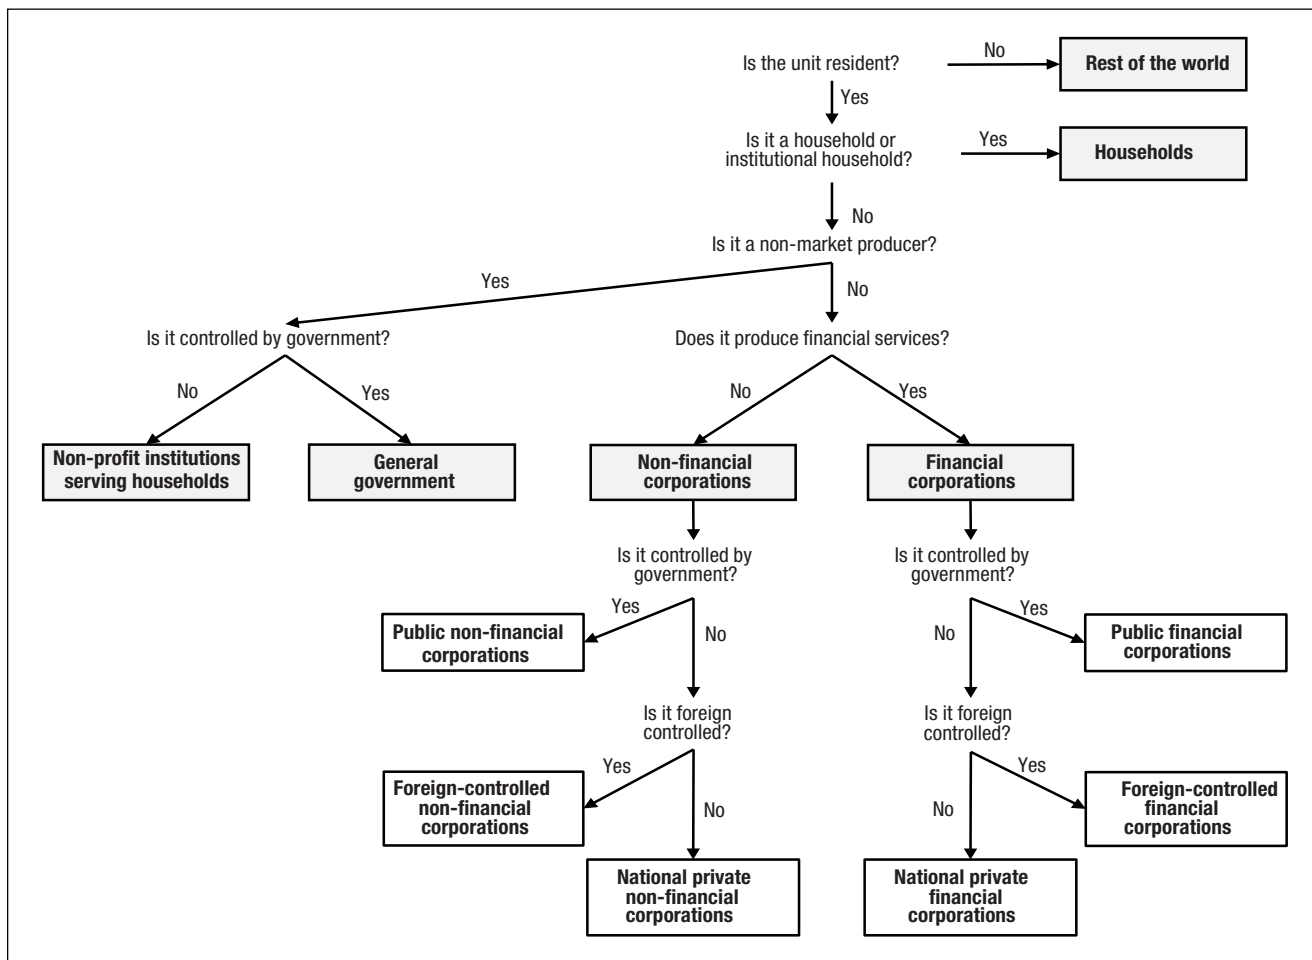 Is the unit resident?
No
Rest of the world
Yes
Is it a household or
institutional household?
Yes
Households
No
Is it a non-market producer?
Yes
No
Is it controlled by government?
Does it produce financial services?
No
Yes
No
Yes
Non-profit institutions
serving households
General
government
Non-financial
corporations
Financial
corporations
Is it controlled by
government?
Is it controlled by
government?
Yes
No
No
Yes
Public non-financial
corporations
Public financial
corporations
Is it foreign
controlled?
Is it foreign
controlled?
Yes
No
No
Yes
Foreign-controlled
non-financial
corporations
Foreign-controlled
financial
corporations
National private
non-financial
corporations
National private
financial
corporations